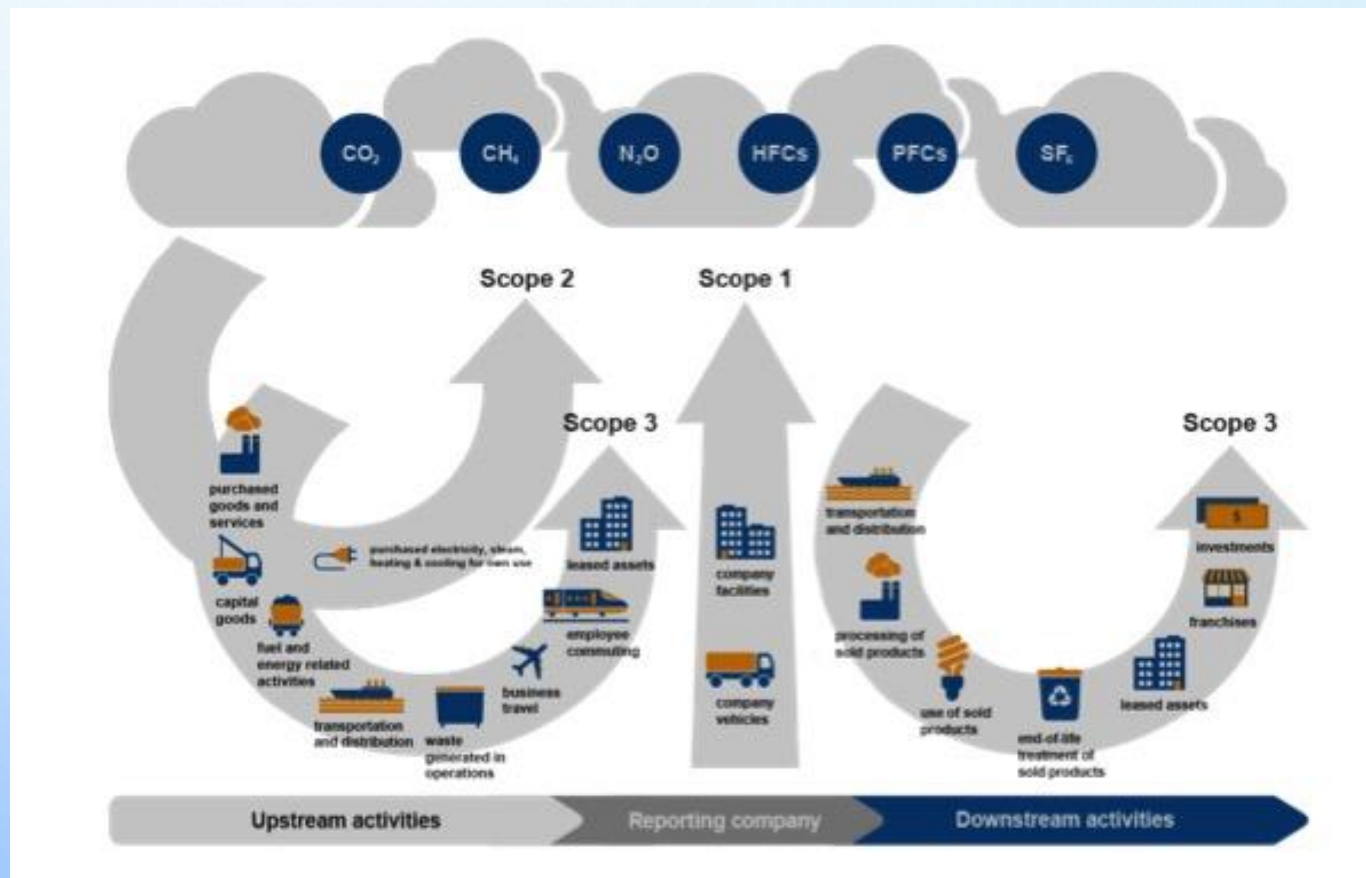 CO₂
CH₄
N₂O
HFCs
PFCs
SF₆
Scope 2
Scope 1
Scope 3
Scope 3
purchased
goods and
services
capital
goods
fuel and
energy related
activities
purchased electricity, steam,
heating & cooling for own use
transportation
and distribution
waste
generated in
operations
business
travel
employee
commuting
leased assets
company
facilities
company
vehicles
transportation
and distribution
processing of
sold products
use of sold
products
end-of-life
treatment of
sold products
leased assets
franchises
$
investments
Upstream activities
Reporting company
Downstream activities